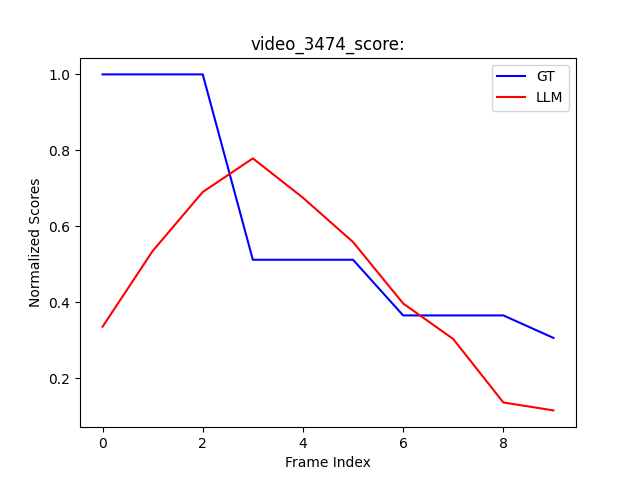 video_3474_score:
GT
LLM
Normalized Scores
1.0
0.8
0.6
0.4
0.2
0 2 4 6 8
Frame Index